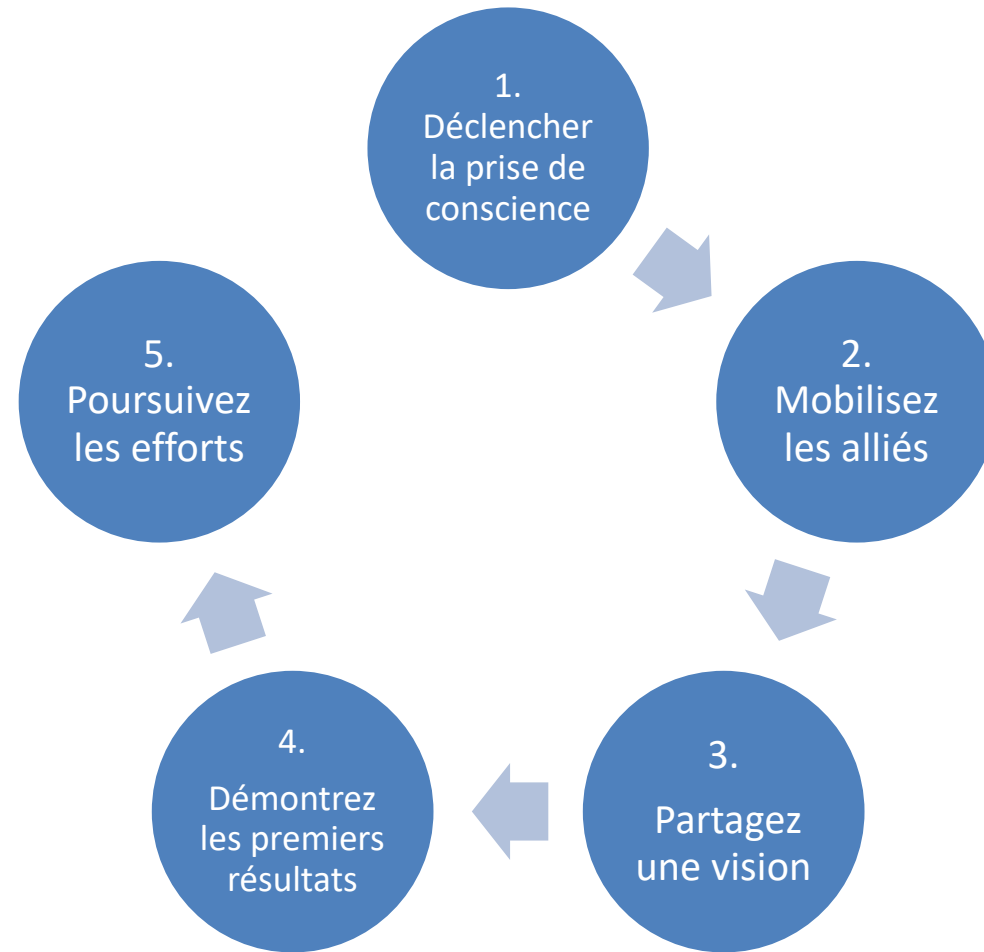 1.
Déclencher
la prise de
conscience
2.
Mobilisez
les alliés
3.
Partagez
une vision
4.
Démontrez
les premiers
résultats
5.
Poursuivez
les efforts